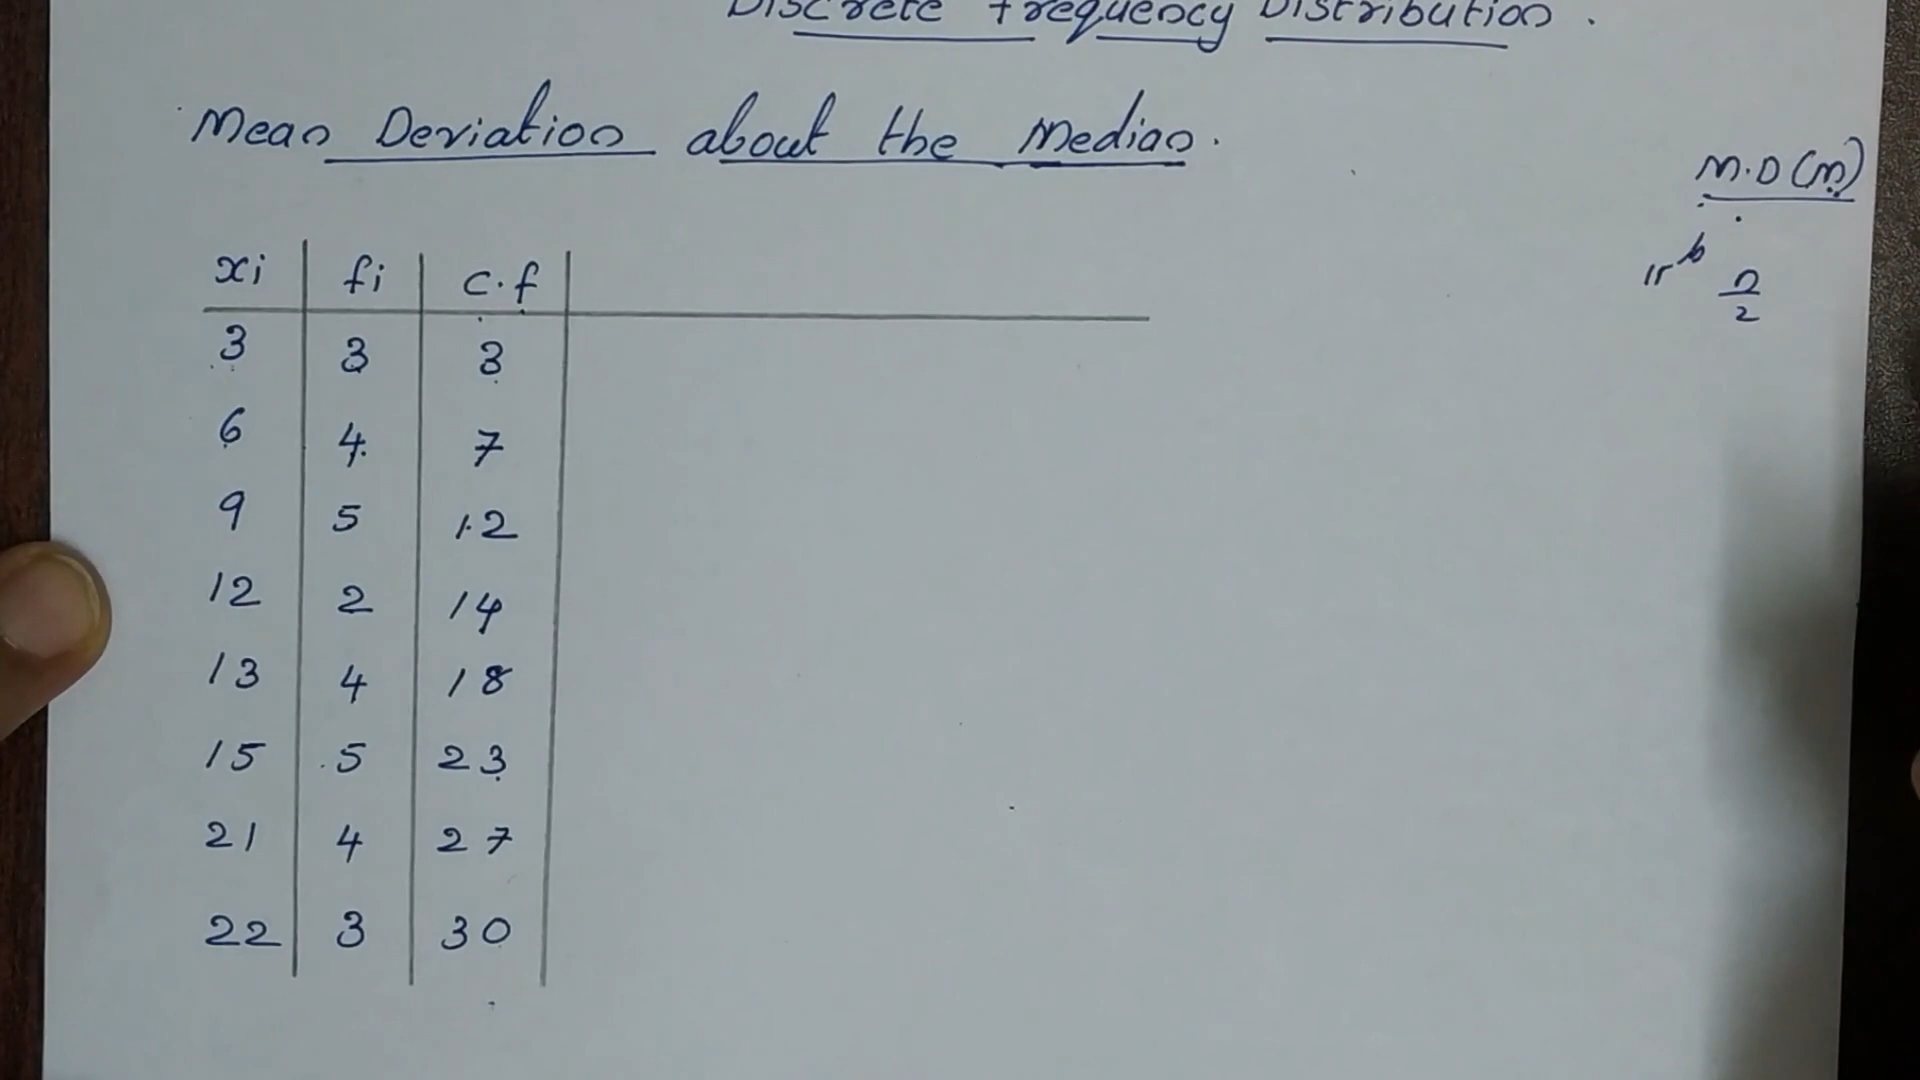 Discrete Frequency Distribution.
Mean Deviation about the Median.
M.D(M)
n
2
xi fi c.f
3 3 3
6 4 7
9 5 12
12 2 14
13 4 18
15 5 23
21 4 27
22 3 30